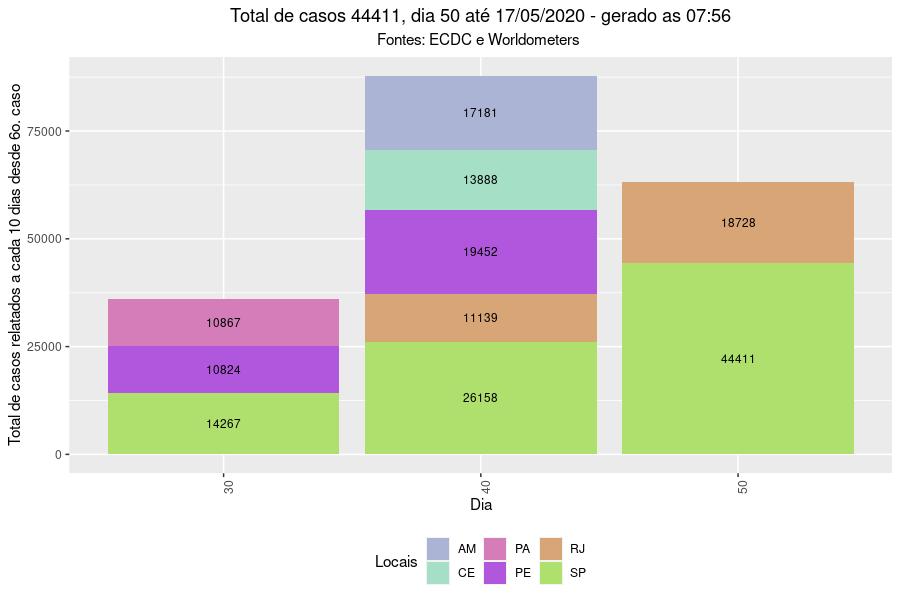 Total de casos 44411, dia 50 até 17/05/2020 - gerado as 07:56
Fontes: ECDC e Worldometers
Total de casos relatados a cada 10 dias desde 6o. caso
75000
50000
25000
0
17181
13888
19452
11139
26158
10867
10824
14267
18728
44411
30
40
50
Dia
Locais
AM
PA
RJ
CE
PE
SP